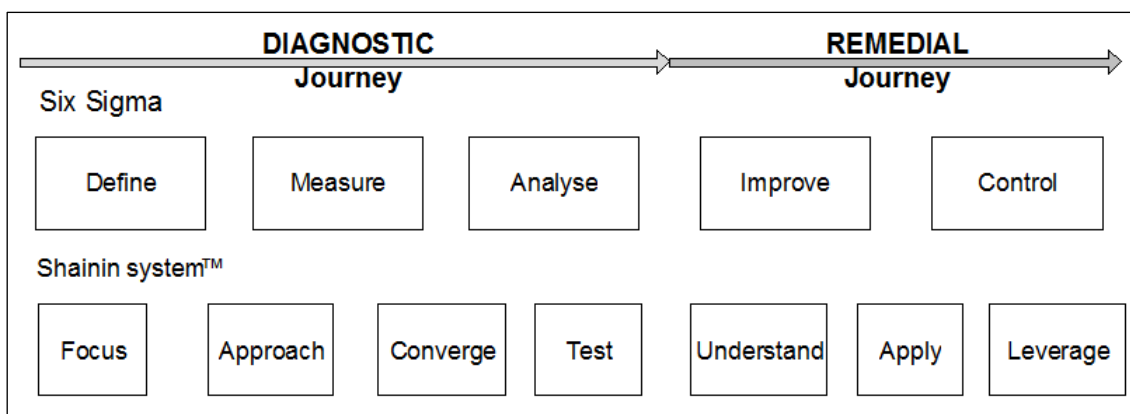 DIAGNOSTIC REMEDIAL
Journey Journey
Six Sigma
Define Measure Analyse Improve Control
Shainin system™
Focus Approach Converge Test Understand Apply Leverage